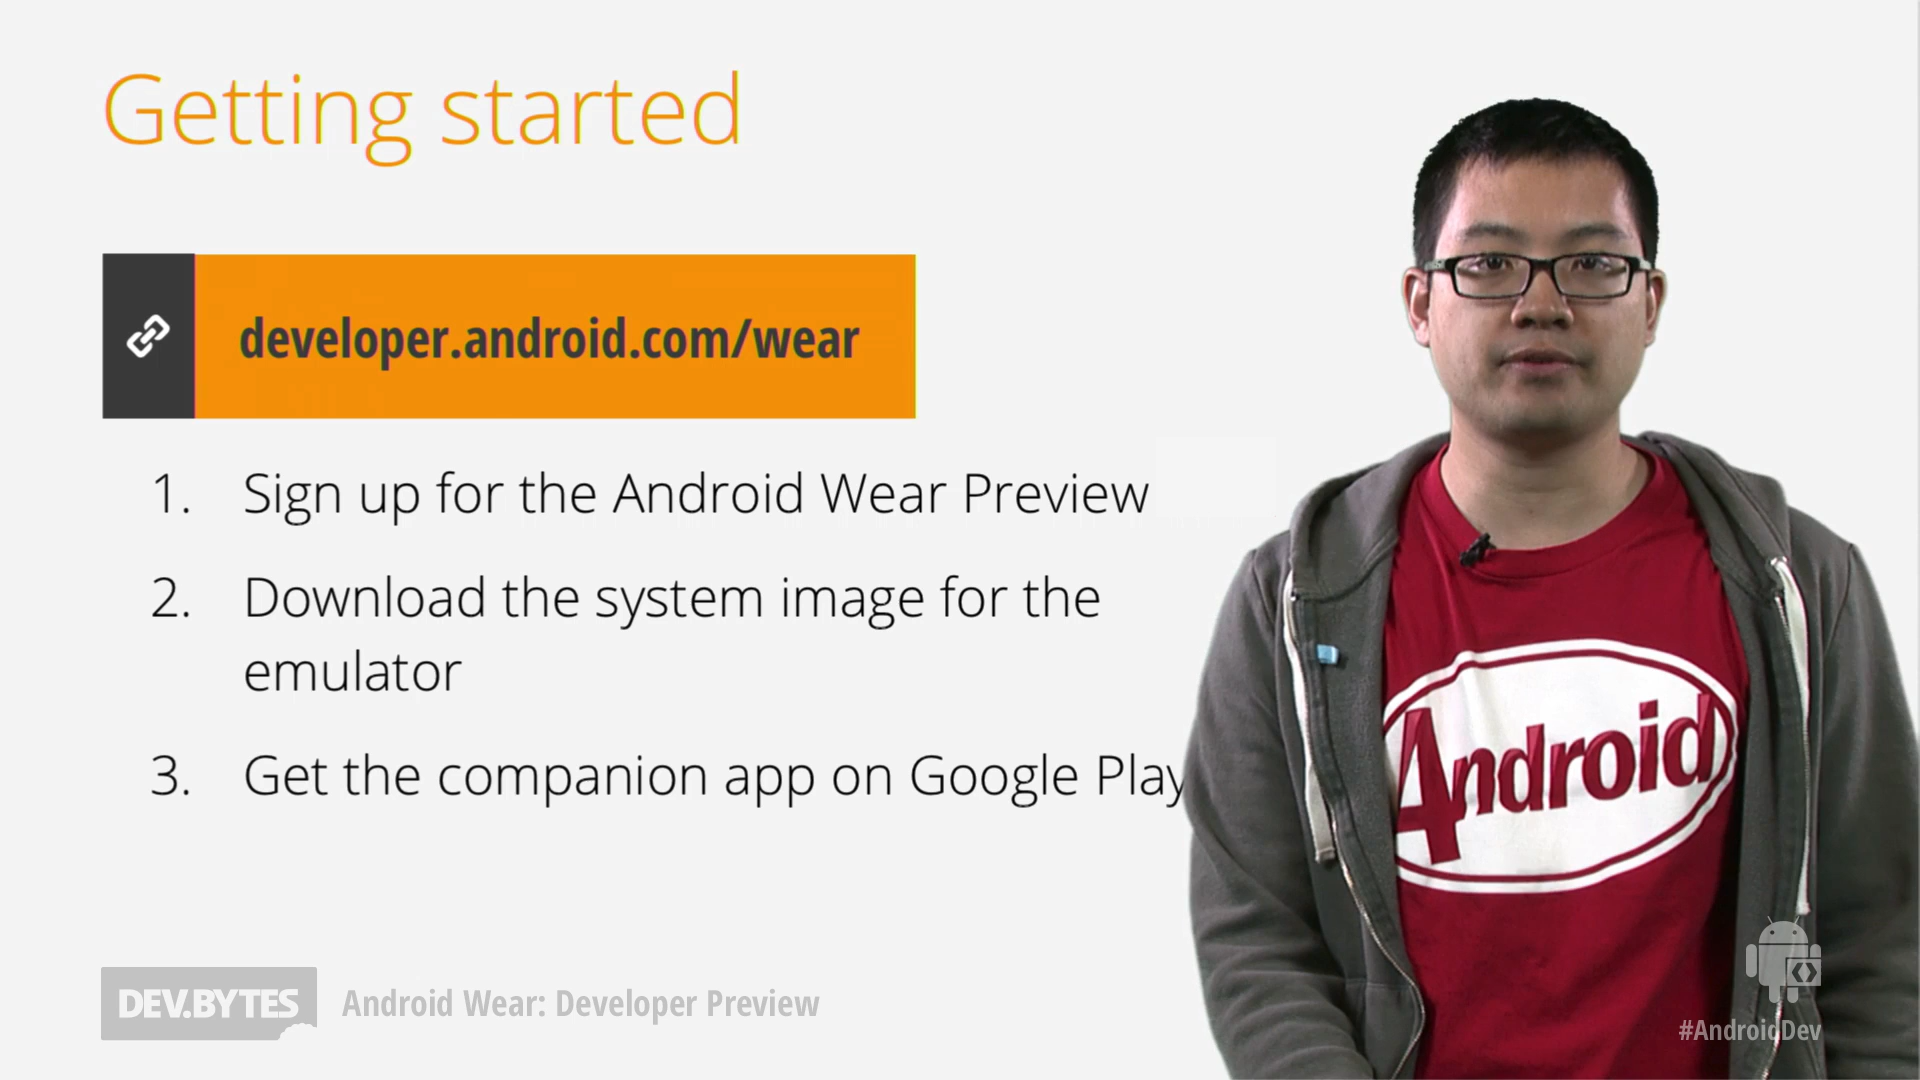 Getting started
developer.android.com/wear
1. Sign up for the Android Wear Preview
2. Download the system image for the
emulator
3. Get the companion app on Google Play
Android
DEV.BYTES
Android Wear: Developer Preview
#AndroidDev